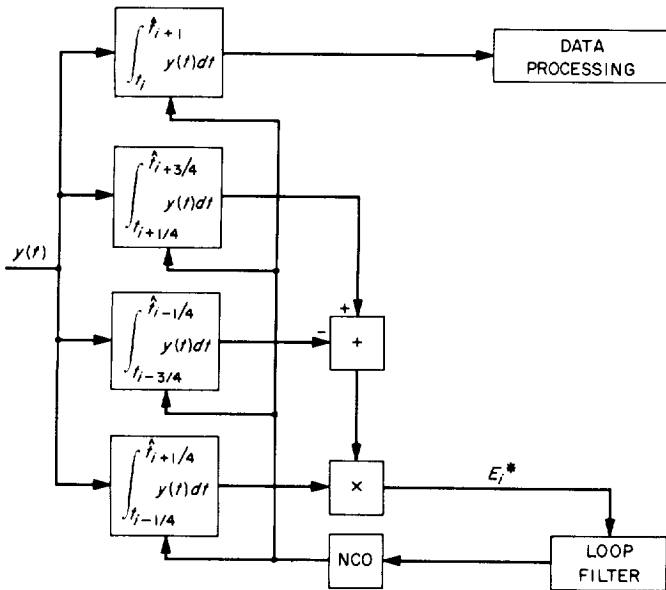 ∫ t̂i+1 ti y(t)dt
DATA
PROCESSING
∫ t̂i+3/4 ti+1/4 y(t)dt
y(t)
+
∫ t̂i-1/4 ti-3/4 y(t)dt
-
+
∫ t̂i+1/4 ti-1/4 y(t)dt
×
Ei*
NCO
LOOP
FILTER